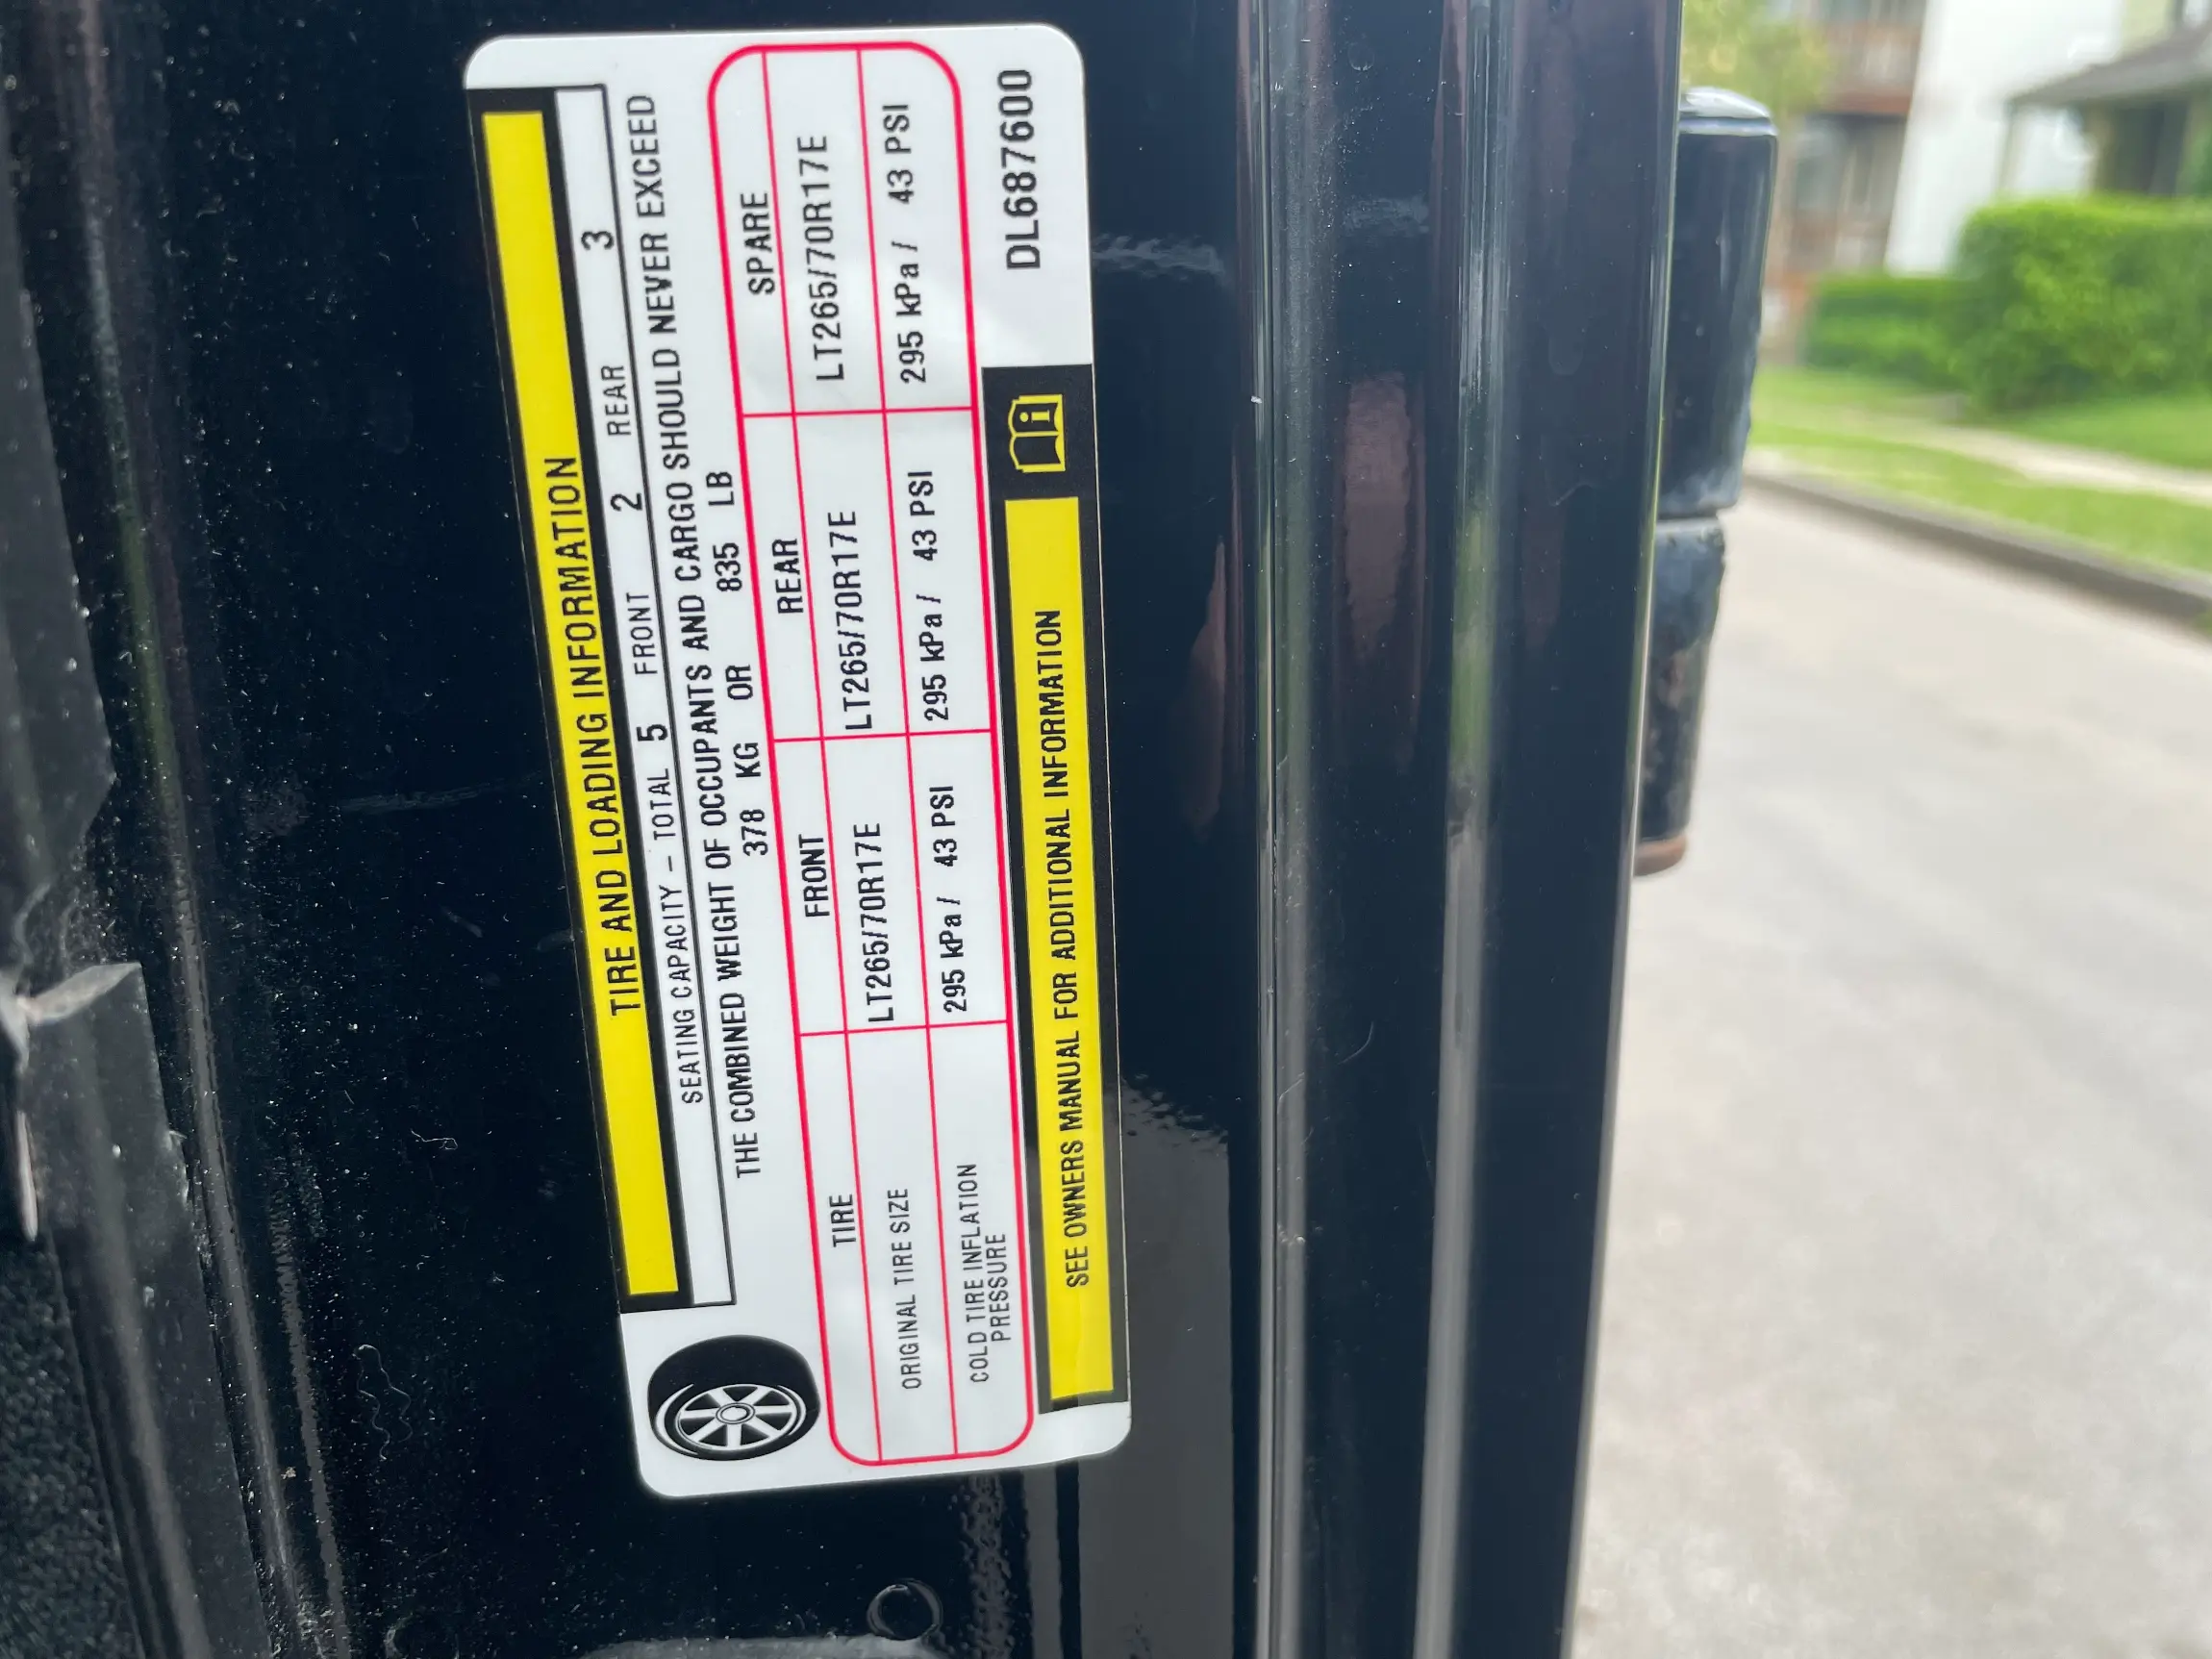 TIRE AND LOADING INFORMATION
SEATING CAPACITY – TOTAL 5 FRONT 2 REAR 3
THE COMBINED WEIGHT OF OCCUPANTS AND CARGO SHOULD NEVER EXCEED
378 KG OR 835 LB
TIRE FRONT REAR SPARE
ORIGINAL TIRE SIZE LT265/70R17E LT265/70R17E LT265/70R17E
COLD TIRE INFLATION PRESSURE 295 kPa / 43 PSI 295 kPa / 43 PSI 295 kPa / 43 PSI
SEE OWNERS MANUAL FOR ADDITIONAL INFORMATION
DL687600